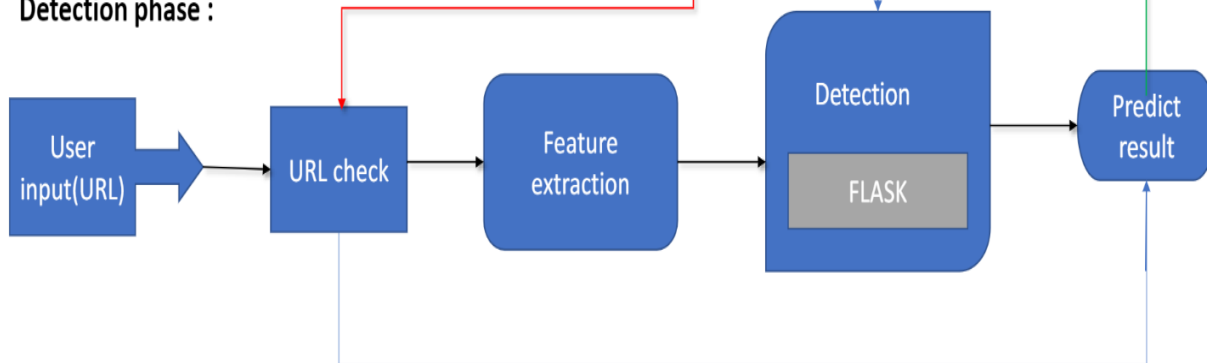 Detection phase :
User
input(URL)
URL check
Feature
extraction
Detection
FLASK
Predict
result